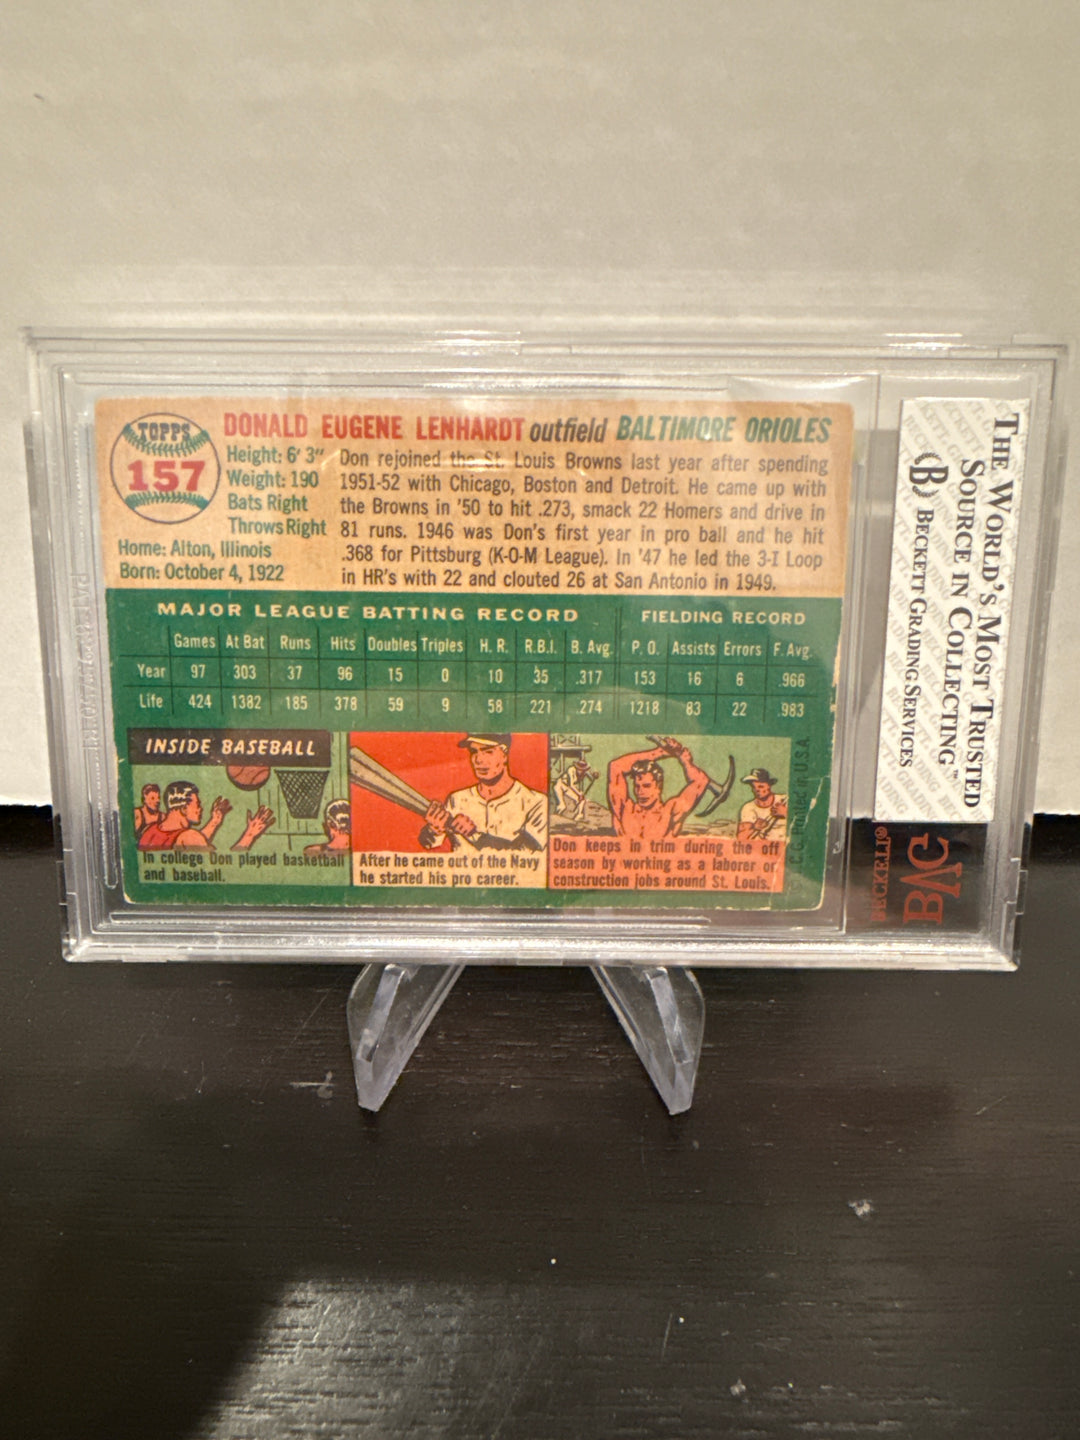 TOPPS
157
DONALD EUGENE LENHARDT outfield BALTIMORE ORIOLES
Height: 6' 3"
Weight: 190
Bats Right
Throws Right
Home: Alton, Illinois
Born: October 4, 1922
Don rejoined the St. Louis Browns last year after spending
1951-52 with Chicago, Boston and Detroit. He came up with
the Browns in '50 to hit .273, smack 22 Homers and drive in
81 runs. 1946 was Don's first year in pro ball and he hit
.368 for Pittsburg (K-O-M League). In '47 he led the 3-I Loop
in HR's with 22 and clouted 26 at San Antonio in 1949.
MAJOR LEAGUE BATTING RECORD FIELDING RECORD
Games At Bat Runs Hits Doubles Triples H. R. R.B.I. B. Avg. P. O. Assists Errors F. Avg.
Year 97 303 37 96 15 0 10 35 .317 153 16 6 .966
Life 424 1382 185 378 59 9 58 221 .274 1218 83 22 .983
INSIDE BASEBALL
In college Don played basketball
and baseball.
After he came out of the Navy
he started his pro career.
Don keeps in trim during the off
season by working as a laborer or
construction jobs around St. Louis.
C.G. Printed in U.S.A.
THE WORLD'S MOST TRUSTED
SOURCE IN COLLECTING™
B BECKETT GRADING SERVICES
BECKETT®